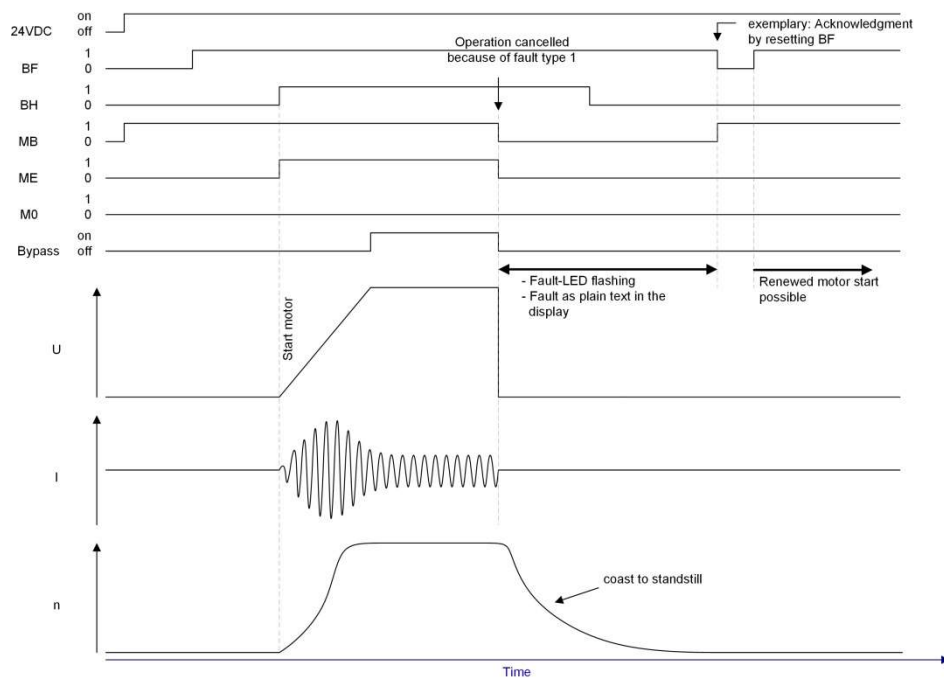 24VDC
on
off
exemplary: Acknowledgment
by resetting BF
BF
1
0
Operation cancelled
because of fault type 1
BH
1
0
MB
1
0
ME
1
0
M0
1
0
Bypass
on
off
- Fault-LED flashing
- Fault as plain text in the
display
Renewed motor start
possible
Start motor
U
I
n
coast to standstill
Time